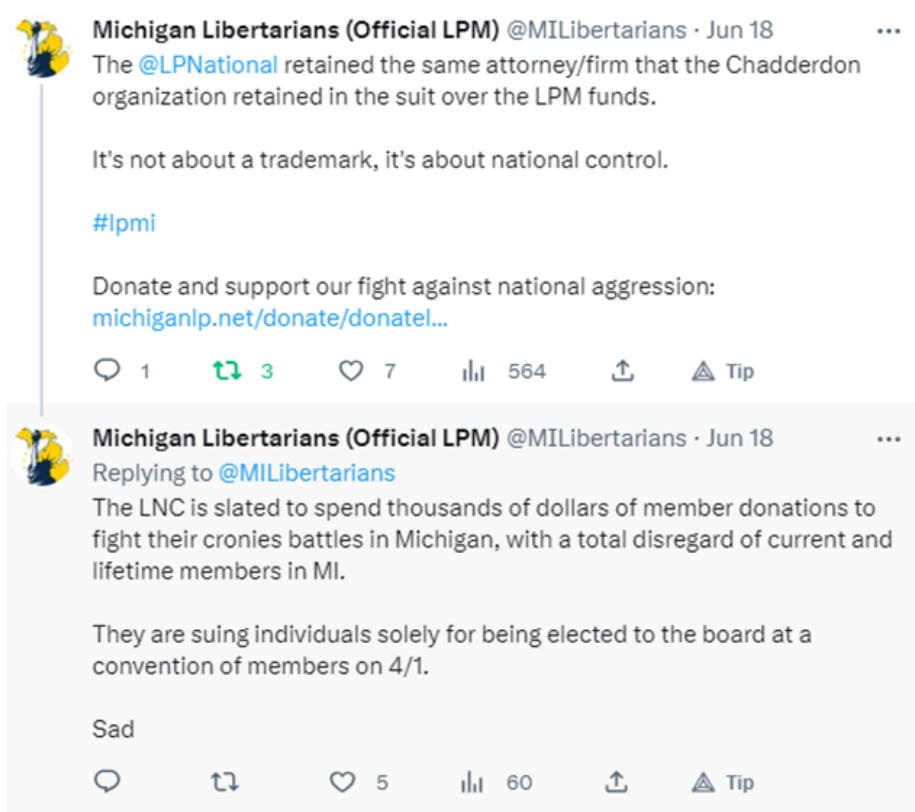 Michigan Libertarians (Official LPM) @MILibertarians · Jun 18 ...
The @LPNational retained the same attorney/firm that the Chadderdon
organization retained in the suit over the LPM funds.
It's not about a trademark, it's about national control.
#lpmi
Donate and support our fight against national aggression:
michiganlp.net/donate/donatel...
1 3 7 564 Tip
Michigan Libertarians (Official LPM) @MILibertarians · Jun 18 ...
Replying to @MILibertarians
The LNC is slated to spend thousands of dollars of member donations to
fight their cronies battles in Michigan, with a total disregard of current and
lifetime members in MI.
They are suing individuals solely for being elected to the board at a
convention of members on 4/1.
Sad
5 60 Tip